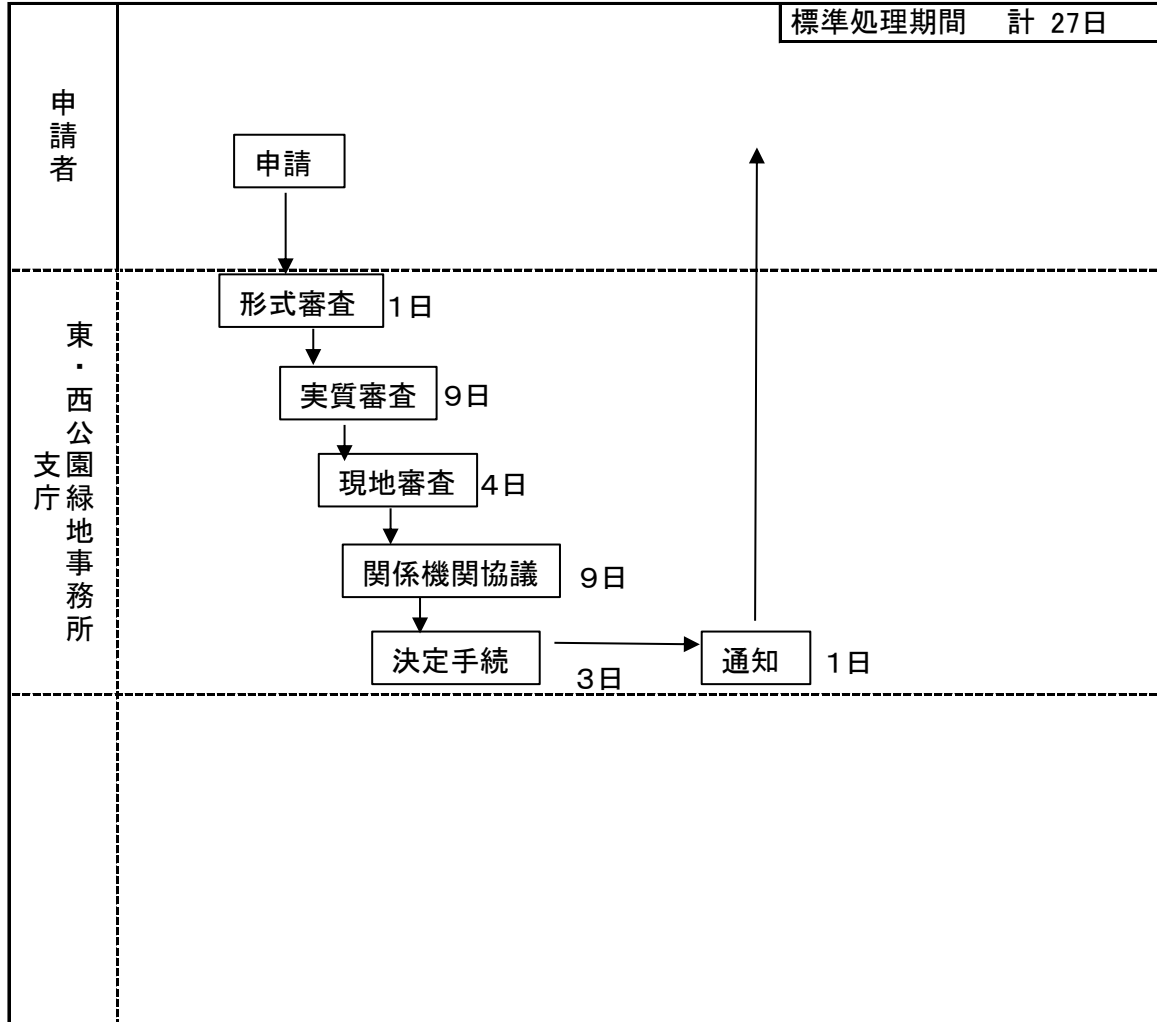 標準処理期間　計 27日
申請者
申請
形式審査 1日
東・西公園緑地事務所
支庁
実質審査 9日
現地審査 4日
関係機関協議 9日
決定手続 3日
通知 1日